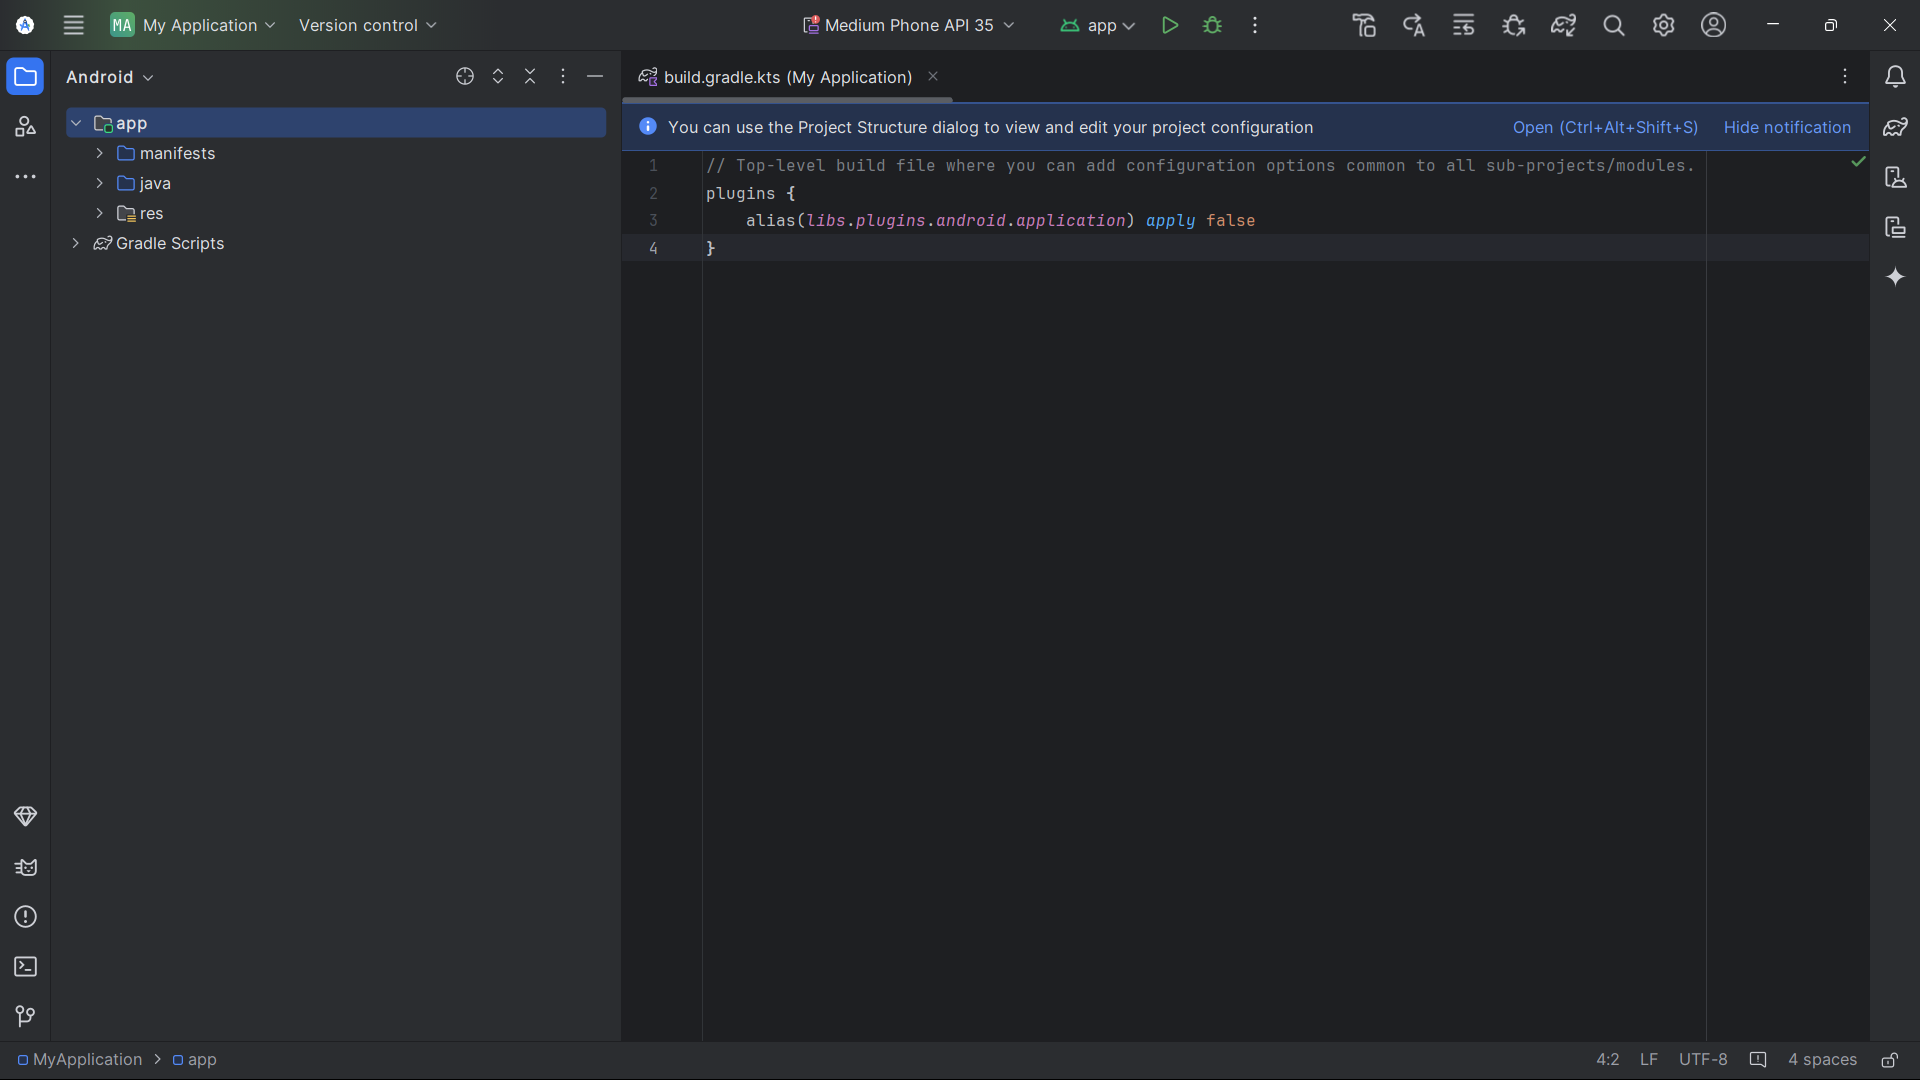 MA My Application Version control Medium Phone API 35 app
Android
build.gradle.kts (My Application)
app
manifests
java
res
Gradle Scripts
You can use the Project Structure dialog to view and edit your project configuration Open (Ctrl+Alt+Shift+S) Hide notification
1 // Top-level build file where you can add configuration options common to all sub-projects/modules.
2 plugins {
3 alias(libs.plugins.android.application) apply false
4 }
MyApplication > app 4:2 LF UTF-8 4 spaces